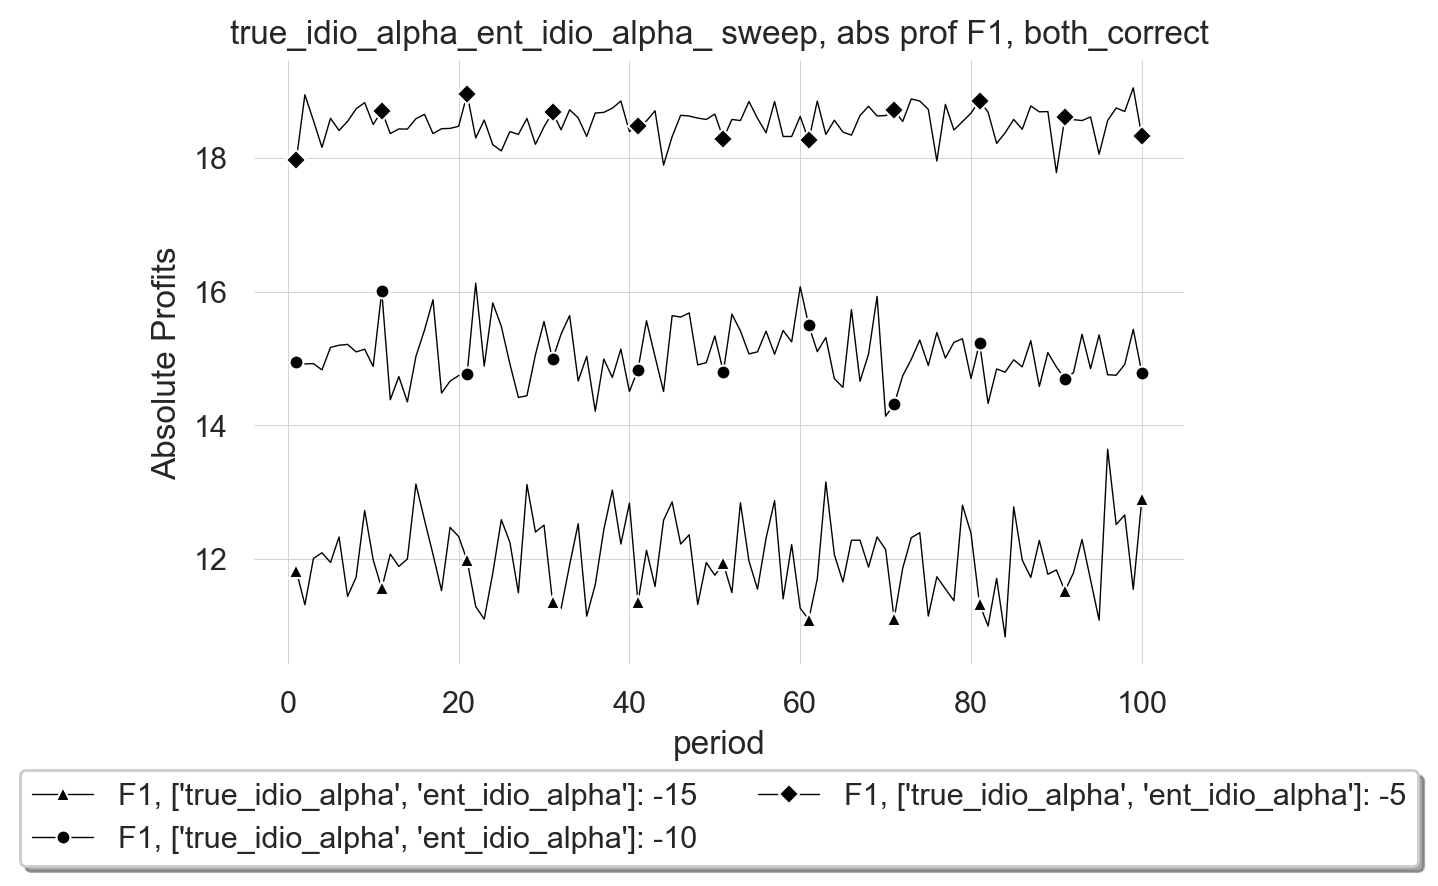 true_idio_alpha_ent_idio_alpha_ sweep, abs prof F1, both_correct
Absolute Profits
18
16
14
12
0 20 40 60 80 100
period
F1, ['true_idio_alpha', 'ent_idio_alpha']: -15
F1, ['true_idio_alpha', 'ent_idio_alpha']: -10
F1, ['true_idio_alpha', 'ent_idio_alpha']: -5